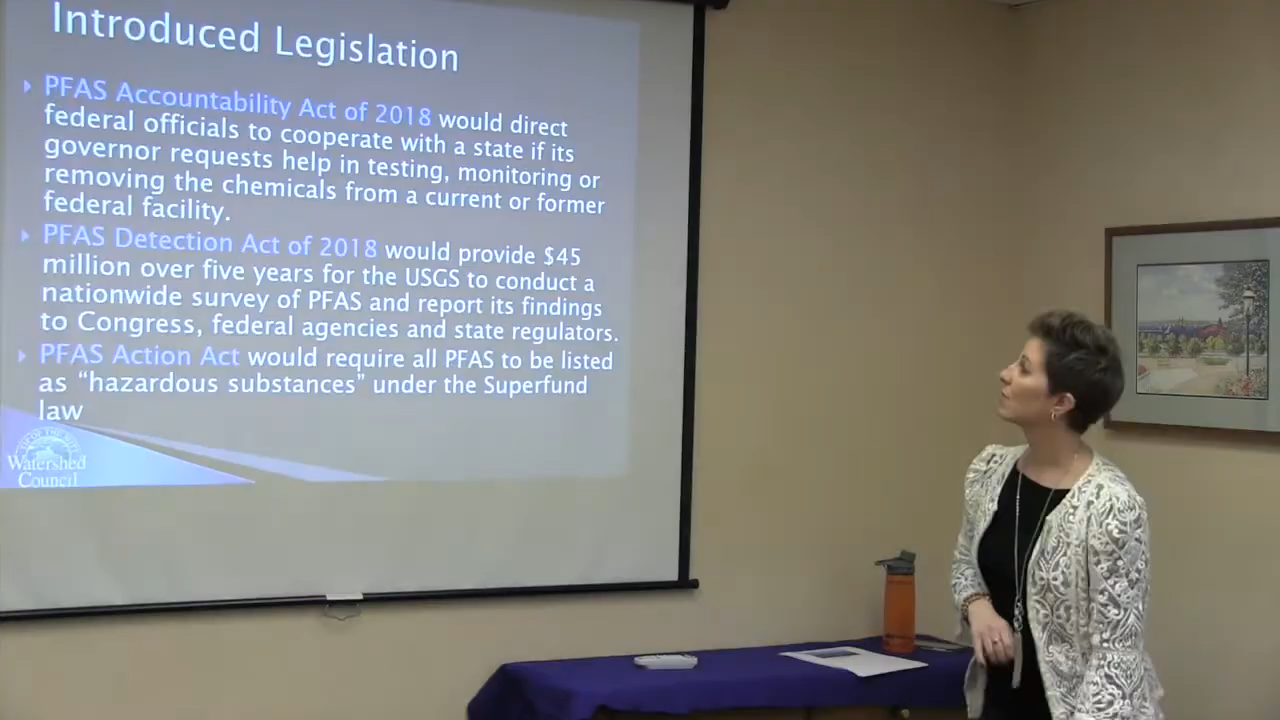 Introduced Legislation
PFAS Accountability Act of 2018 would direct
federal officials to cooperate with a state if its
governor requests help in testing, monitoring or
removing the chemicals from a current or former
federal facility.
PFAS Detection Act of 2018 would provide $45
million over five years for the USGS to conduct a
nationwide survey of PFAS and report its findings
to Congress, federal agencies and state regulators.
PFAS Action Act would require all PFAS to be listed
as “hazardous substances” under the Superfund
law
Watershed
Council